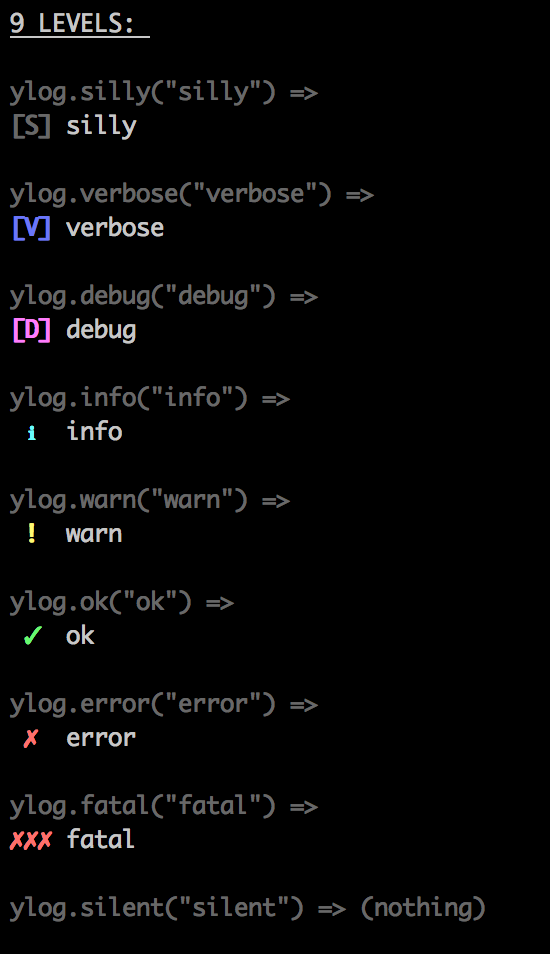 9 LEVELS:
ylog.silly("silly") =>
[S] silly
ylog.verbose("verbose") =>
[V] verbose
ylog.debug("debug") =>
[D] debug
ylog.info("info") =>
ℹ info
ylog.warn("warn") =>
! warn
ylog.ok("ok") =>
✓ ok
ylog.error("error") =>
✗ error
ylog.fatal("fatal") =>
✗✗✗ fatal
ylog.silent("silent") => (nothing)